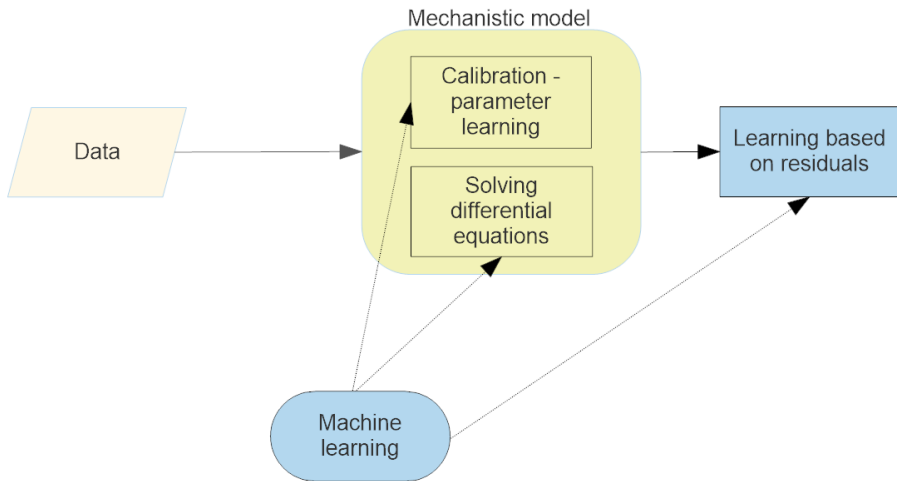 Mechanistic model
Calibration -
parameter
learning
Data
Learning based
on residuals
Solving
differential
equations
Machine
learning